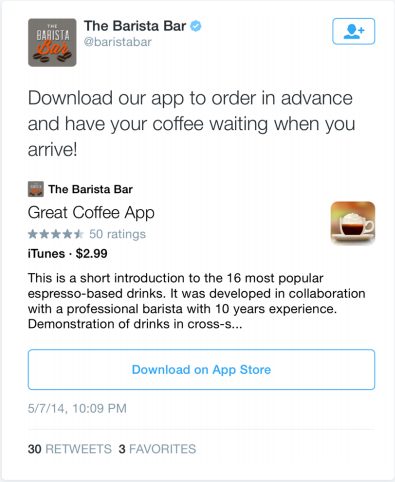 THE
BARISTA
Bar
The Barista Bar
@baristabar
Download our app to order in advance
and have your coffee waiting when you
arrive!
The Barista Bar
Great Coffee App
50 ratings
iTunes · $2.99
This is a short introduction to the 16 most popular
espresso-based drinks. It was developed in collaboration
with a professional barista with 10 years experience.
Demonstration of drinks in cross-s...
Download on App Store
5/7/14, 10:09 PM
30 RETWEETS 3 FAVORITES